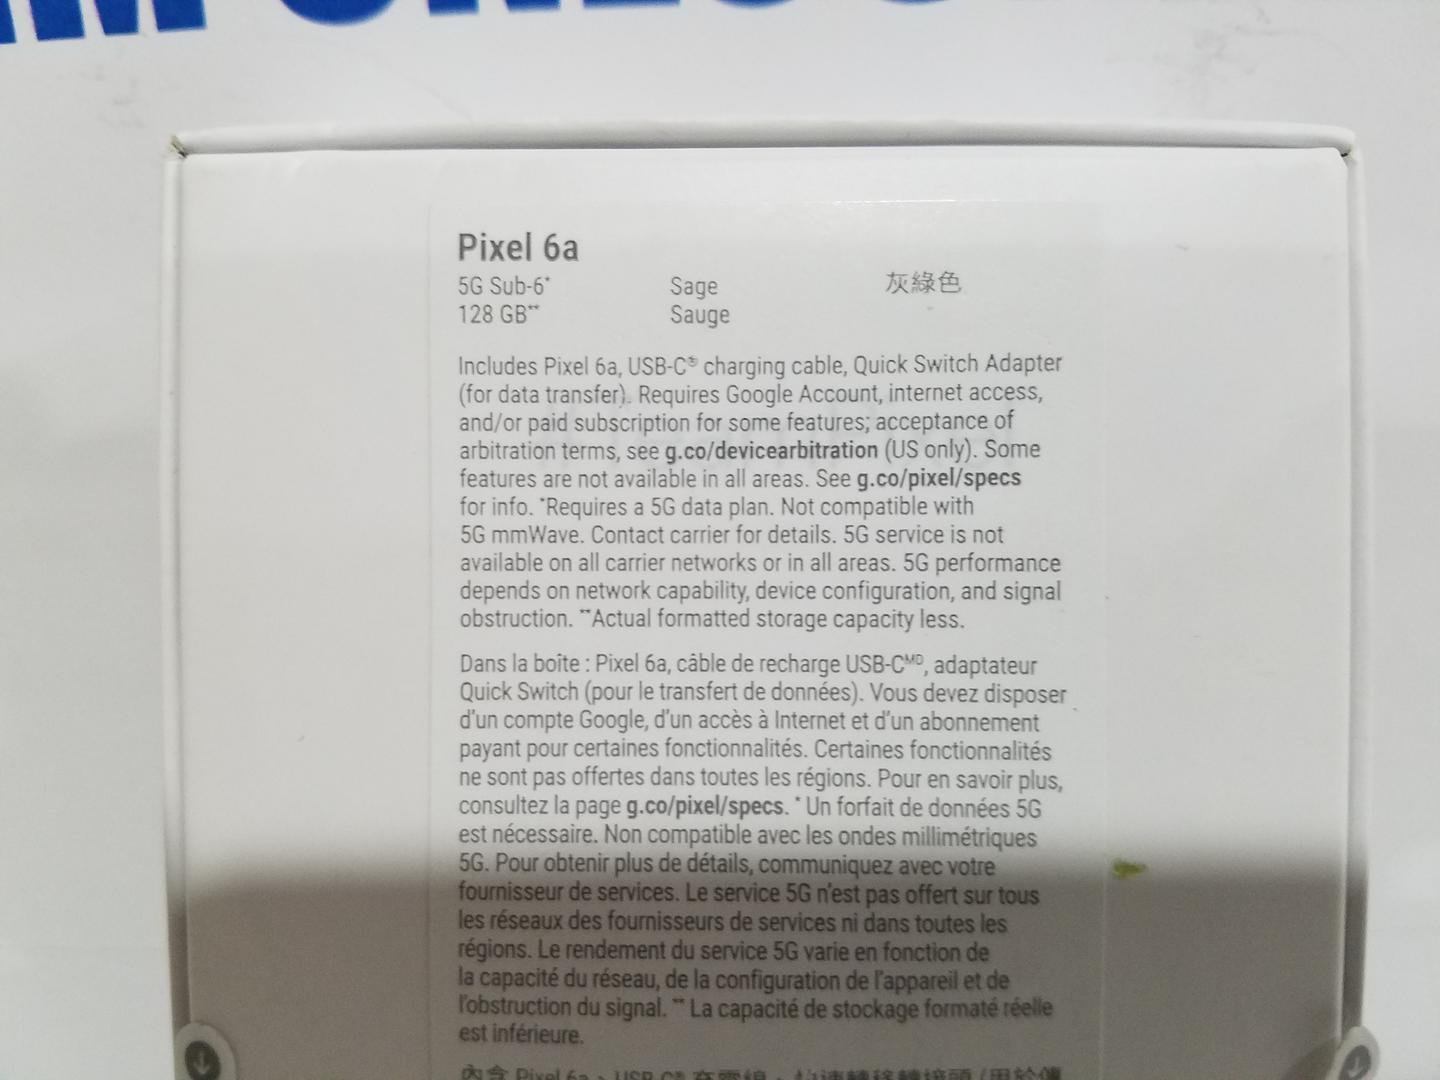 Pixel 6a
5G Sub-6* Sage 灰綠色
128 GB** Sauge
Includes Pixel 6a, USB-C® charging cable, Quick Switch Adapter
(for data transfer). Requires Google Account, internet access,
and/or paid subscription for some features; acceptance of
arbitration terms, see g.co/devicearbitration (US only). Some
features are not available in all areas. See g.co/pixel/specs
for info. *Requires a 5G data plan. Not compatible with
5G mmWave. Contact carrier for details. 5G service is not
available on all carrier networks or in all areas. 5G performance
depends on network capability, device configuration, and signal
obstruction. **Actual formatted storage capacity less.
Dans la boîte : Pixel 6a, câble de recharge USB-Cᴹᴰ, adaptateur
Quick Switch (pour le transfert de données). Vous devez disposer
d'un compte Google, d'un accès à Internet et d'un abonnement
payant pour certaines fonctionnalités. Certaines fonctionnalités
ne sont pas offertes dans toutes les régions. Pour en savoir plus,
consultez la page g.co/pixel/specs. * Un forfait de données 5G
est nécessaire. Non compatible avec les ondes millimétriques
5G. Pour obtenir plus de détails, communiquez avec votre
fournisseur de services. Le service 5G n'est pas offert sur tous
les réseaux des fournisseurs de services ni dans toutes les
régions. Le rendement du service 5G varie en fonction de
la capacité du réseau, de la configuration de l'appareil et de
l'obstruction du signal. ** La capacité de stockage formaté réelle
est inférieure.
內含 Pixel 6a、USB-C®